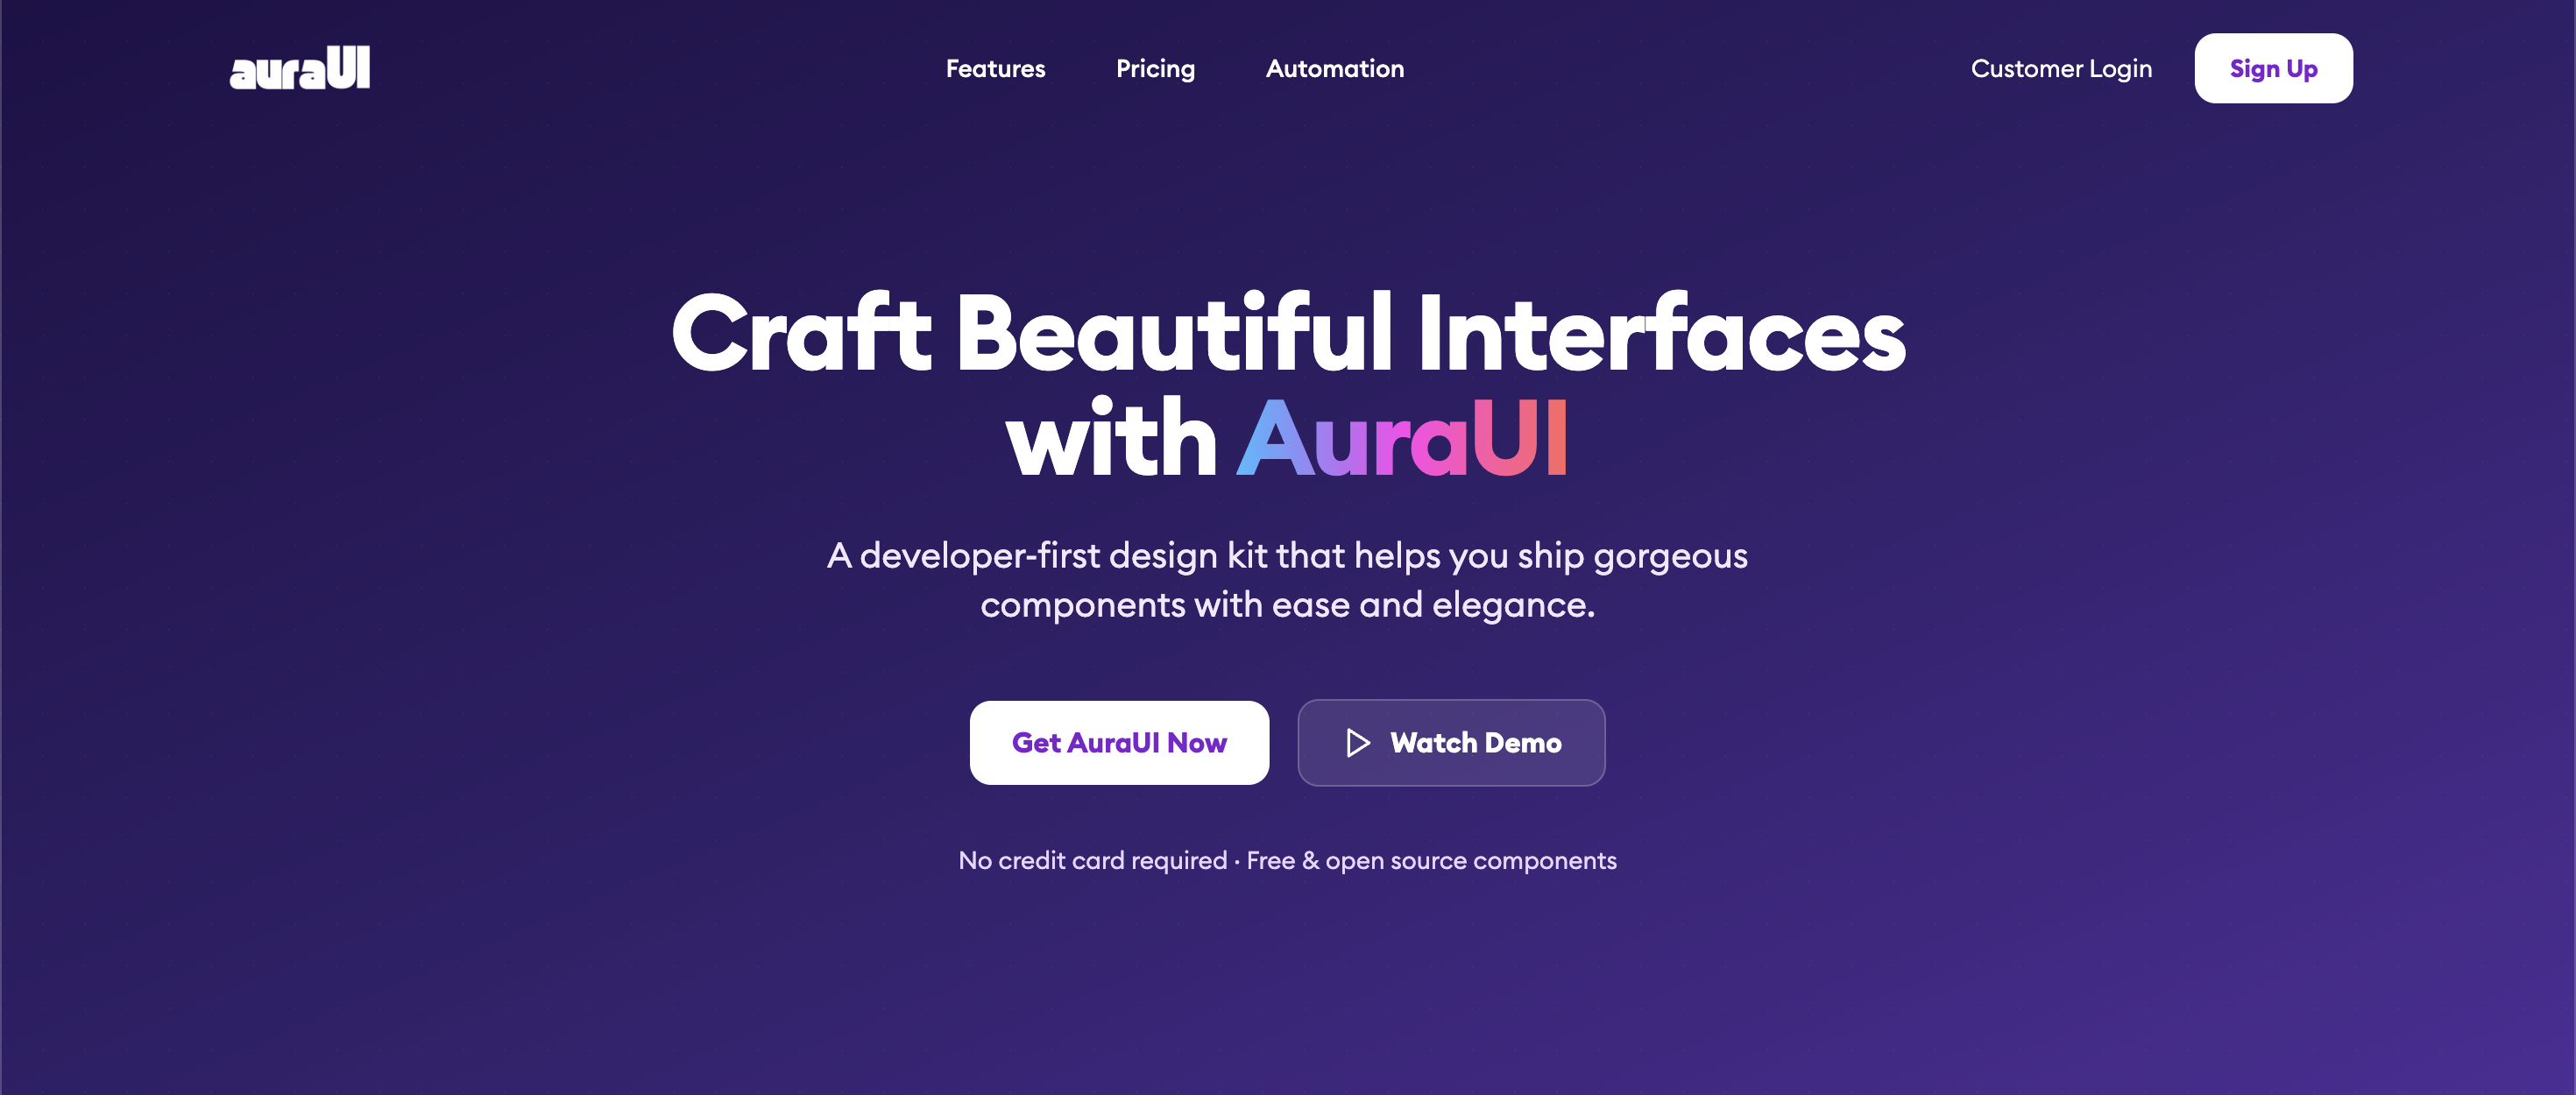 auraUI
Features
Pricing
Automation
Customer Login
Sign Up
Craft Beautiful Interfaces
with AuraUI
A developer-first design kit that helps you ship gorgeous
components with ease and elegance.
Get AuraUI Now
Watch Demo
No credit card required · Free & open source components